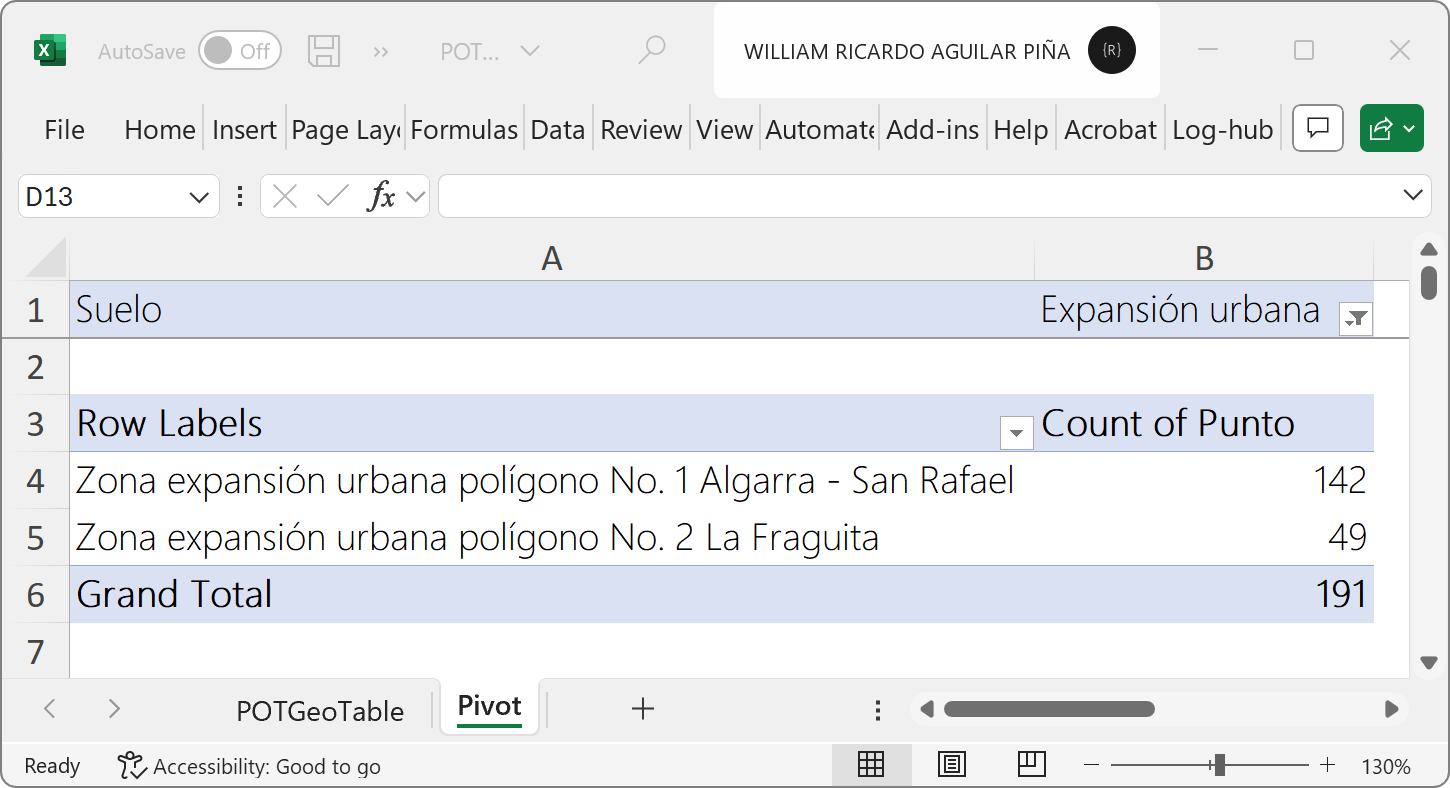 AutoSave Off POT... WILLIAM RICARDO AGUILAR PIÑA {R}
File Home Insert Page Layo Formulas Data Review View Automate Add-ins Help Acrobat Log-hub
D13 fx
A B
1 Suelo Expansión urbana
2
3 Row Labels Count of Punto
4 Zona expansión urbana polígono No. 1 Algarra - San Rafael 142
5 Zona expansión urbana polígono No. 2 La Fraguita 49
6 Grand Total 191
7
POTGeoTable Pivot
Ready Accessibility: Good to go 130%